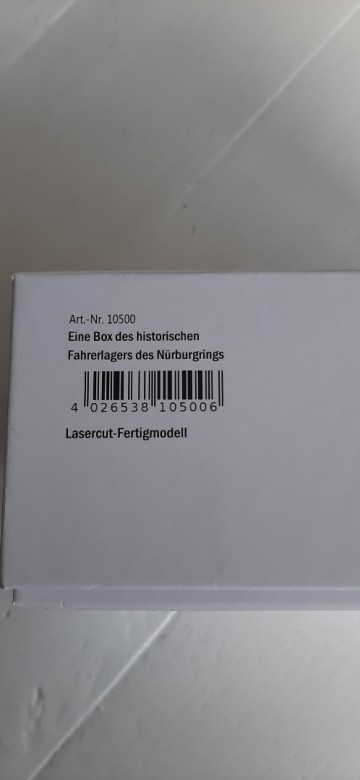 Art.-Nr. 10500
Eine Box des historischen
Fahrerlagers des Nürburgrings
4 026538 105006
Lasercut-Fertigmodell